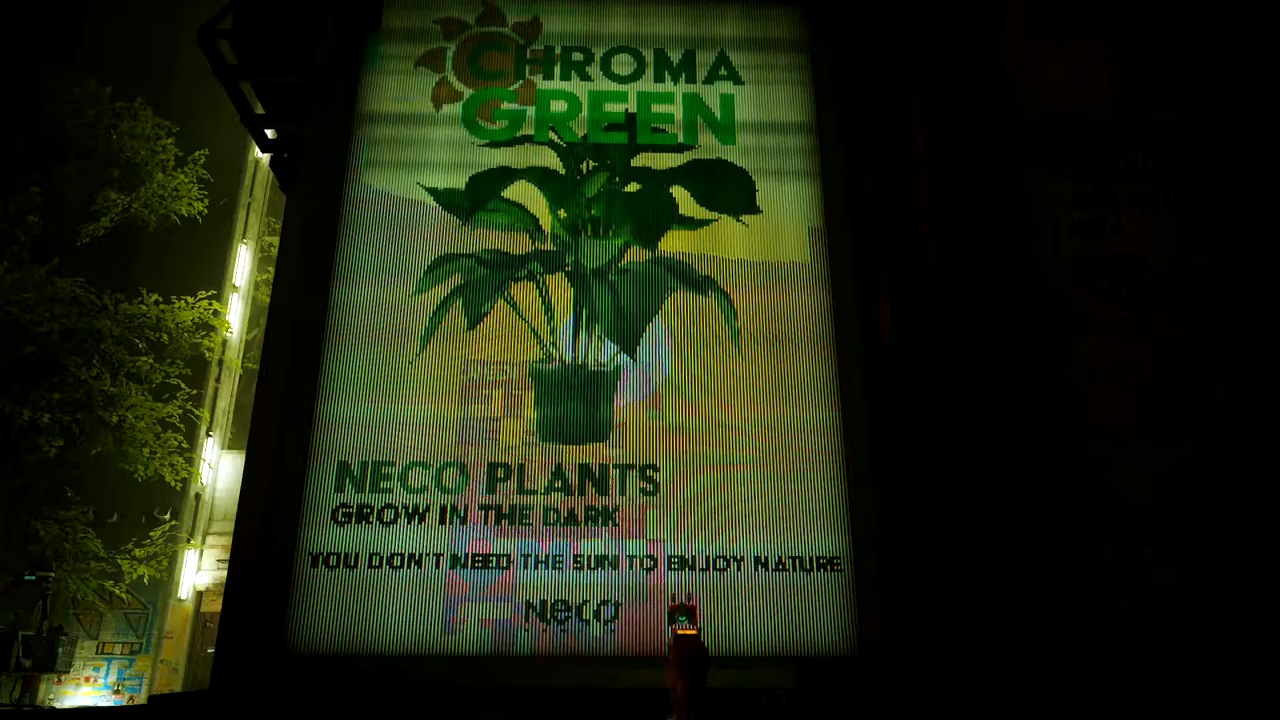 CHROMA
GREEN
NECO PLANTS
GROW IN THE DARK
YOU DON'T NEED THE SUN TO ENJOY NATURE
Neco